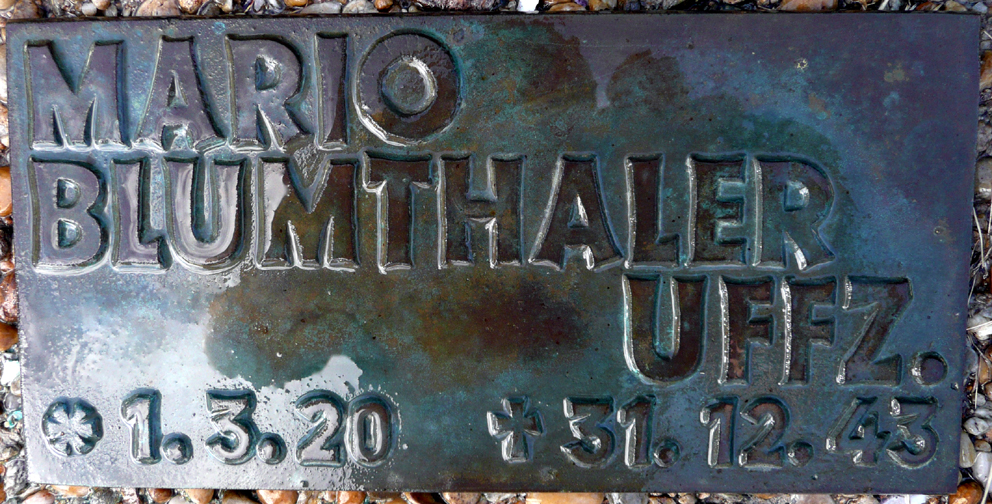 MARIO
BLUMTHALER
UFFZ.
* 1.3.20 † 31.12.43